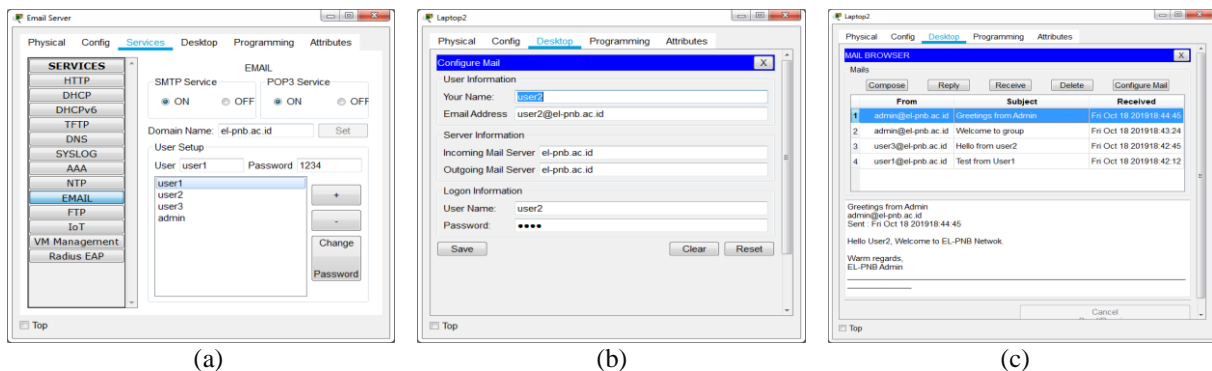 Email Server
Physical Config Services Desktop Programming Attributes
SERVICES
HTTP
DHCP
DHCPv6
TFTP
DNS
SYSLOG
AAA
NTP
EMAIL
FTP
IoT
VM Management
Radius EAP
EMAIL
SMTP Service POP3 Service
ON OFF ON OFF
Domain Name: el-pnb.ac.id Set
User Setup
User user1 Password 1234
user1
user2
user3
admin
+
-
Change
Password
Top
(a)
Laptop2
Physical Config Desktop Programming Attributes
Configure Mail X
User Information
Your Name: user2
Email Address user2@el-pnb.ac.id
Server Information
Incoming Mail Server el-pnb.ac.id
Outgoing Mail Server el-pnb.ac.id
Logon Information
User Name: user2
Password: ••••
Save Clear Reset
Top
(b)
Laptop2
Physical Config Desktop Programming Attributes
MAIL BROWSER X
Mails
Compose Reply Receive Delete Configure Mail
From Subject Received
1 admin@el-pnb.ac.id Greetings from Admin Fri Oct 18 201918:44:45
2 admin@el-pnb.ac.id Welcome to group Fri Oct 18 201918:43:24
3 user3@el-pnb.ac.id Hello from user2 Fri Oct 18 201918:42:45
4 user1@el-pnb.ac.id Test from User1 Fri Oct 18 201918:42:12
Greetings from Admin
admin@el-pnb.ac.id
Sent : Fri Oct 18 201918:44:45
Hello User2, Welcome to EL-PNB Netwok.
Warm regards,
EL-PNB Admin
Cancel
Top
(c)